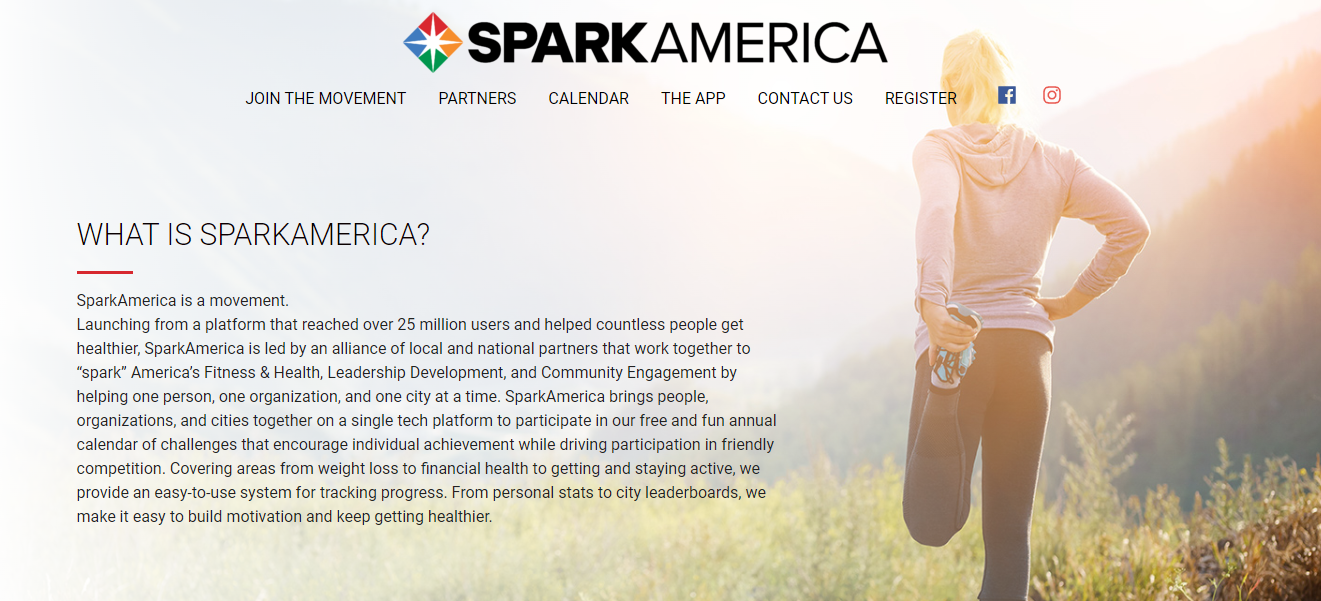 SPARKAMERICA
JOIN THE MOVEMENT PARTNERS CALENDAR THE APP CONTACT US REGISTER
WHAT IS SPARKAMERICA?
SparkAmerica is a movement.
Launching from a platform that reached over 25 million users and helped countless people get
healthier, SparkAmerica is led by an alliance of local and national partners that work together to
“spark” America’s Fitness & Health, Leadership Development, and Community Engagement by
helping one person, one organization, and one city at a time. SparkAmerica brings people,
organizations, and cities together on a single tech platform to participate in our free and fun annual
calendar of challenges that encourage individual achievement while driving participation in friendly
competition. Covering areas from weight loss to financial health to getting and staying active, we
provide an easy-to-use system for tracking progress. From personal stats to city leaderboards, we
make it easy to build motivation and keep getting healthier.